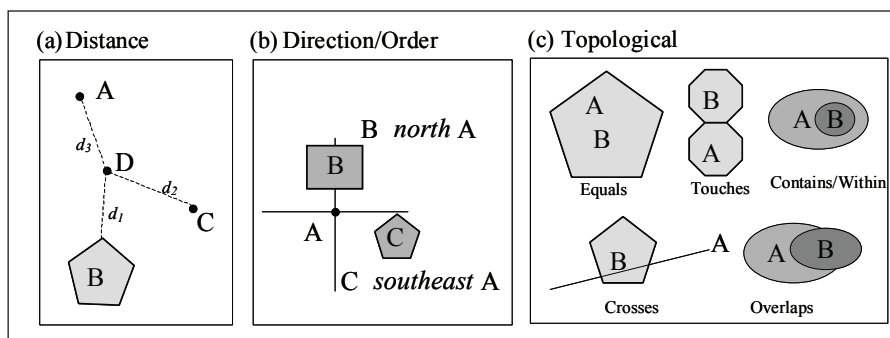 (a) Distance
A
d3
D
d2
d1
C
B
(b) Direction/Order
B north A
B
A
C
C southeast A
(c) Topological
A
B
Equals
B
A
Touches
A B
Contains/Within
B
A
Crosses
A B
Overlaps